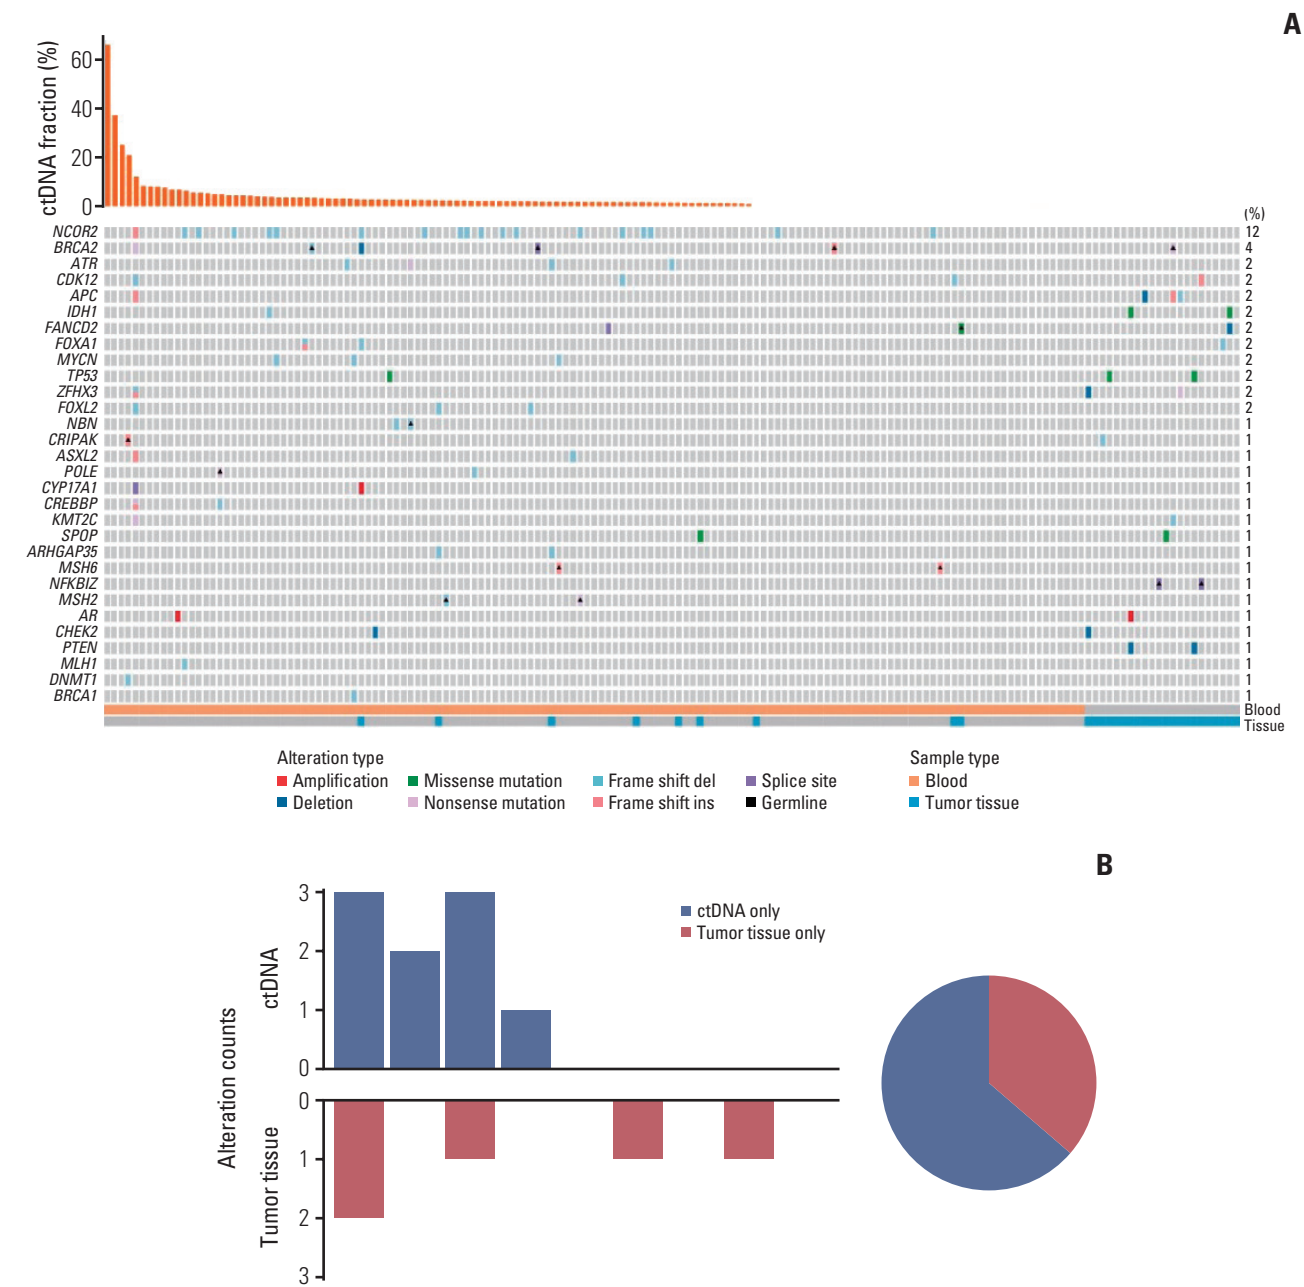 A
ctDNA fraction (%)
60
40
20
0
(%)
NCOR2 12
BRCA2 4
ATR 2
CDK12 2
APC 2
IDH1 2
FANCD2 2
FOXA1 2
MYCN 2
TP53 2
ZFHX3 2
FOXL2 2
NBN 1
CRIPAK 1
ASXL2 1
POLE 1
CYP17A1 1
CREBBP 1
KMT2C 1
SPOP 1
ARHGAP35 1
MSH6 1
NFKBIZ 1
MSH2 1
AR 1
CHEK2 1
PTEN 1
MLH1 1
DNMT1 1
BRCA1 1
Blood
Tissue
Alteration type
Amplification Missense mutation Frame shift del Splice site
Deletion Nonsense mutation Frame shift ins Germline
Sample type
Blood
Tumor tissue
B
Alteration counts
ctDNA
3
2
1
0
Tumor tissue
0
1
2
3
ctDNA only
Tumor tissue only